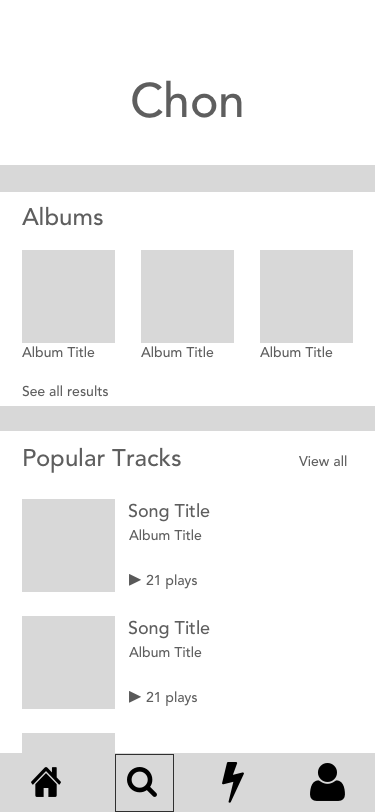 Chon
Albums
Album Title Album Title Album Title
See all results
Popular Tracks View all
Song Title
Album Title
21 plays
Song Title
Album Title
21 plays